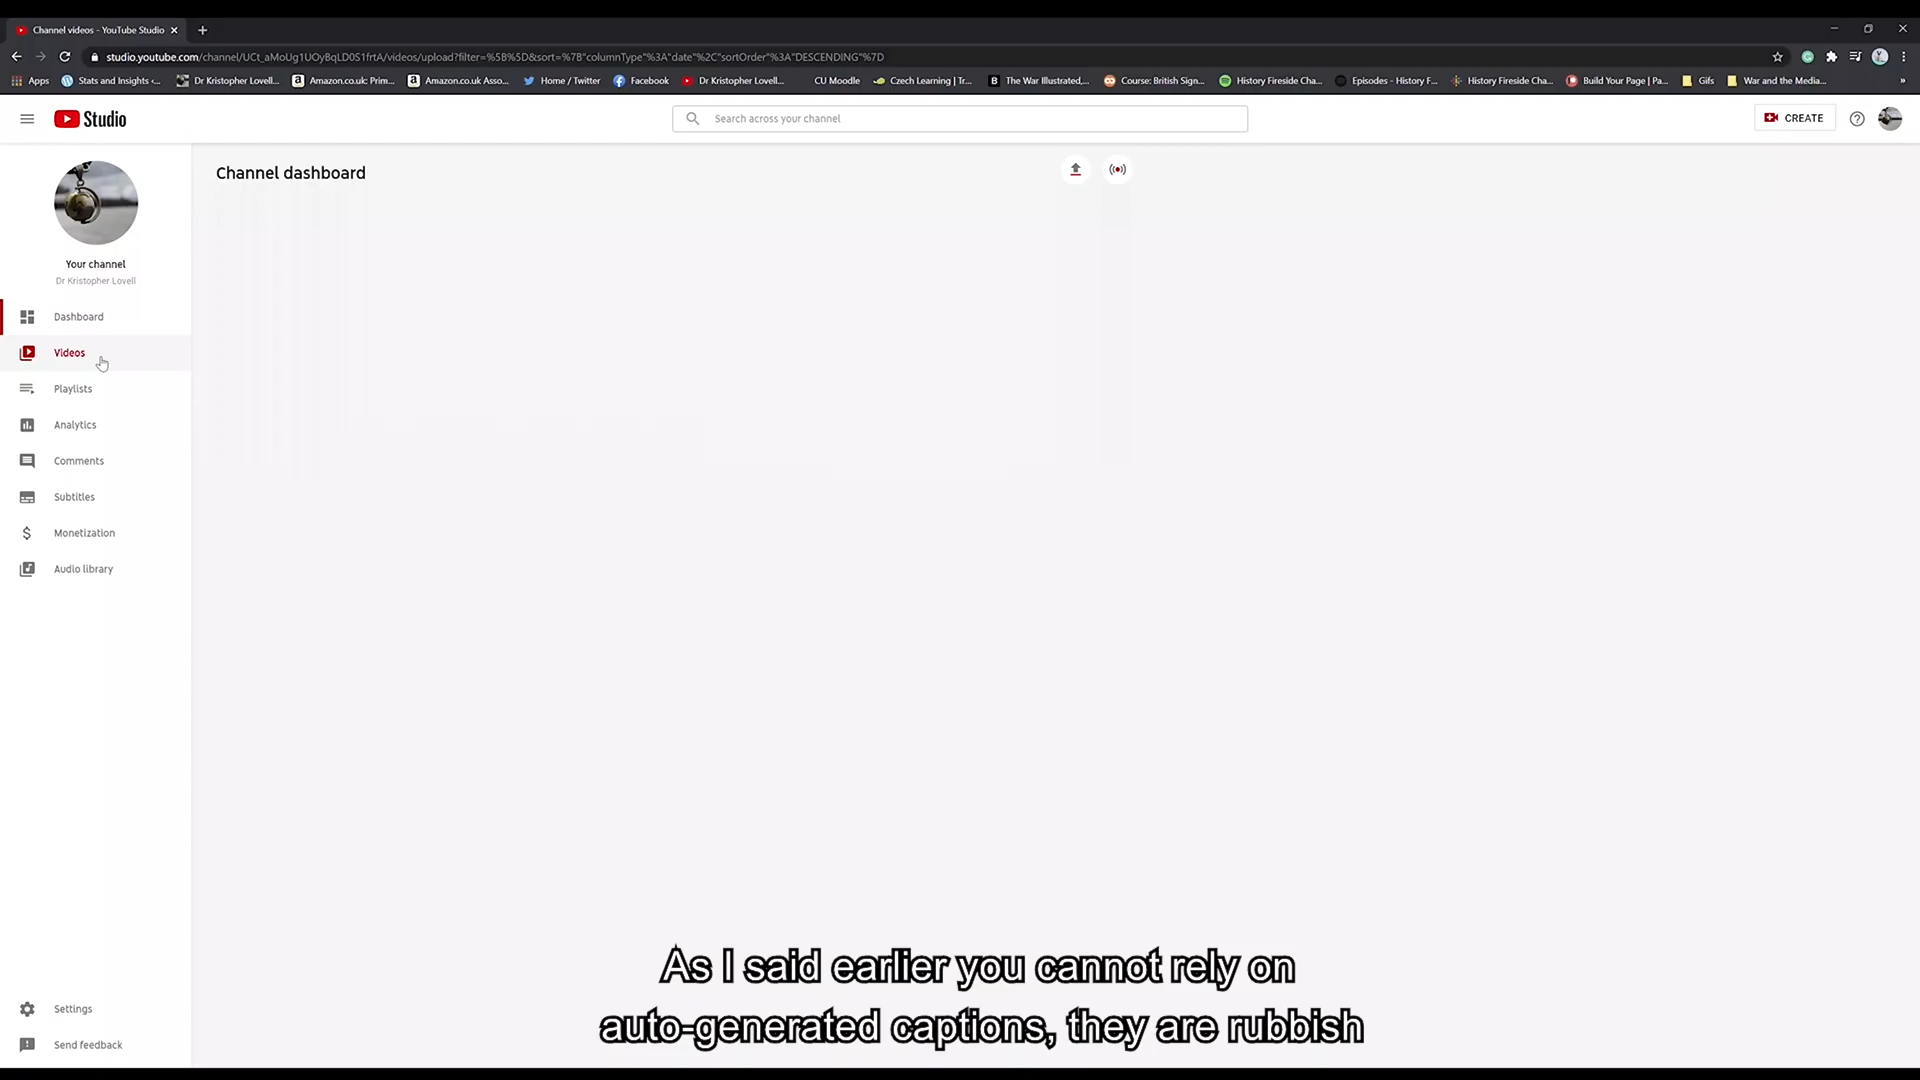 Channel videos - YouTube Studio
studio.youtube.com/channel/UCt_aMoUg1UOyBqLD0S1frtA/videos/upload?filter=%5B%5D&sort=%7B"columnType"%3A"date"%2C"sortOrder"%3A"DESCENDING"%7D
Apps Stats and Insights ‹... Dr Kristopher Lovell... Amazon.co.uk: Prim... Amazon.co.uk Asso... Home / Twitter Facebook Dr Kristopher Lovell... CU Moodle Czech Learning | Tr... The War Illustrated,... Course: British Sign... History Fireside Cha... Episodes - History F... History Fireside Cha... Build Your Page | Pa... Gifs War and the Media... »
Studio
Search across your channel
CREATE
Channel dashboard
Your channel
Dr Kristopher Lovell
Dashboard
Videos
Playlists
Analytics
Comments
Subtitles
Monetization
Audio library
As I said earlier you cannot rely on
auto-generated captions, they are rubbish
Settings
Send feedback